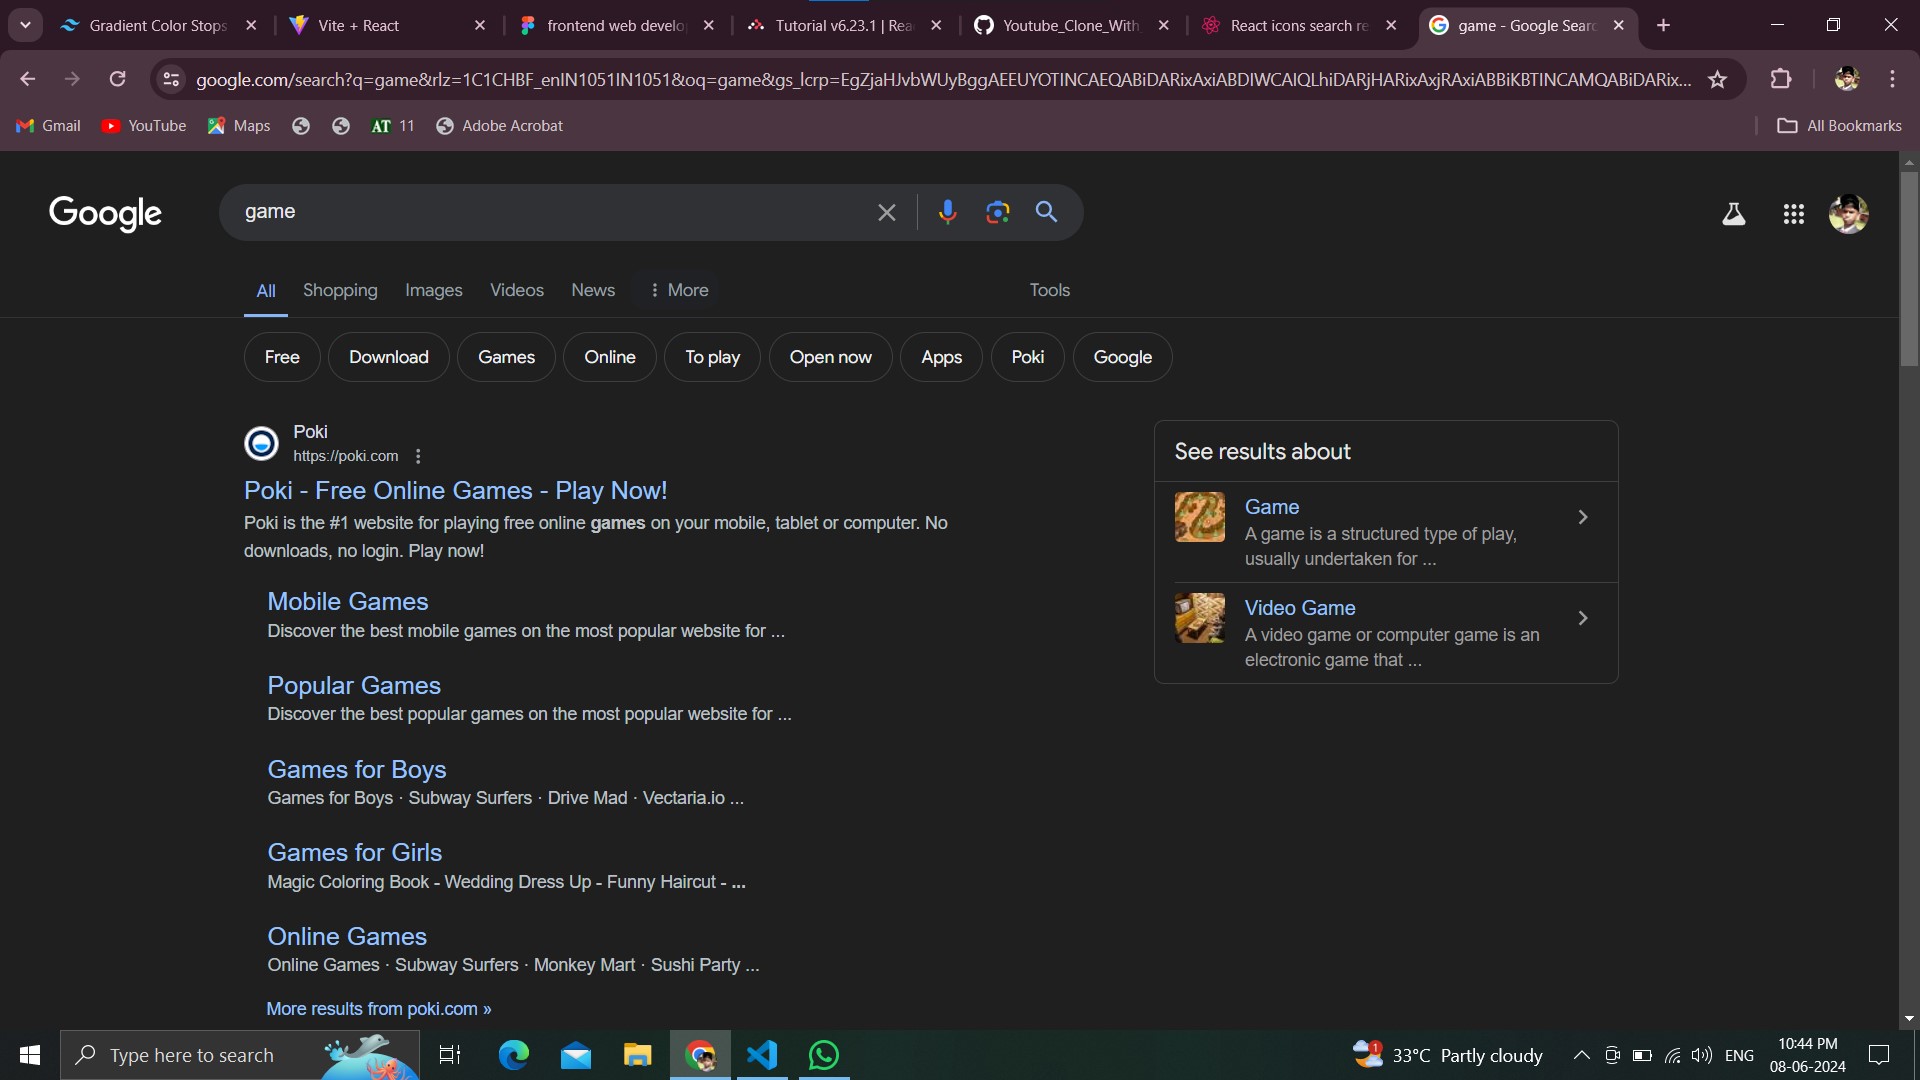 Gradient Color Stops
Vite + React
frontend web develo
Tutorial v6.23.1 | Rea
Youtube_Clone_With
React icons search re
game - Google Searc
google.com/search?q=game&rlz=1C1CHBF_enIN1051IN1051&oq=game&gs_lcrp=EgZjaHJvbWUyBggAEEUYOTINCAEQABiDARixAxiABDIWCAIQLhiDARjHARixAxjRAxiABBiKBTINCAMQABiDARix...
Gmail
YouTube
Maps
AT 11
Adobe Acrobat
All Bookmarks
Google
game
All
Shopping
Images
Videos
News
More
Tools
Free
Download
Games
Online
To play
Open now
Apps
Poki
Google
Poki
https://poki.com
Poki - Free Online Games - Play Now!
Poki is the #1 website for playing free online games on your mobile, tablet or computer. No
downloads, no login. Play now!
Mobile Games
Discover the best mobile games on the most popular website for ...
Popular Games
Discover the best popular games on the most popular website for ...
Games for Boys
Games for Boys · Subway Surfers · Drive Mad · Vectaria.io ...
Games for Girls
Magic Coloring Book - Wedding Dress Up - Funny Haircut - ...
Online Games
Online Games · Subway Surfers · Monkey Mart · Sushi Party ...
More results from poki.com »
See results about
Game
A game is a structured type of play,
usually undertaken for ...
Video Game
A video game or computer game is an
electronic game that ...
Type here to search
1
33°C Partly cloudy
ENG
10:44 PM
08-06-2024